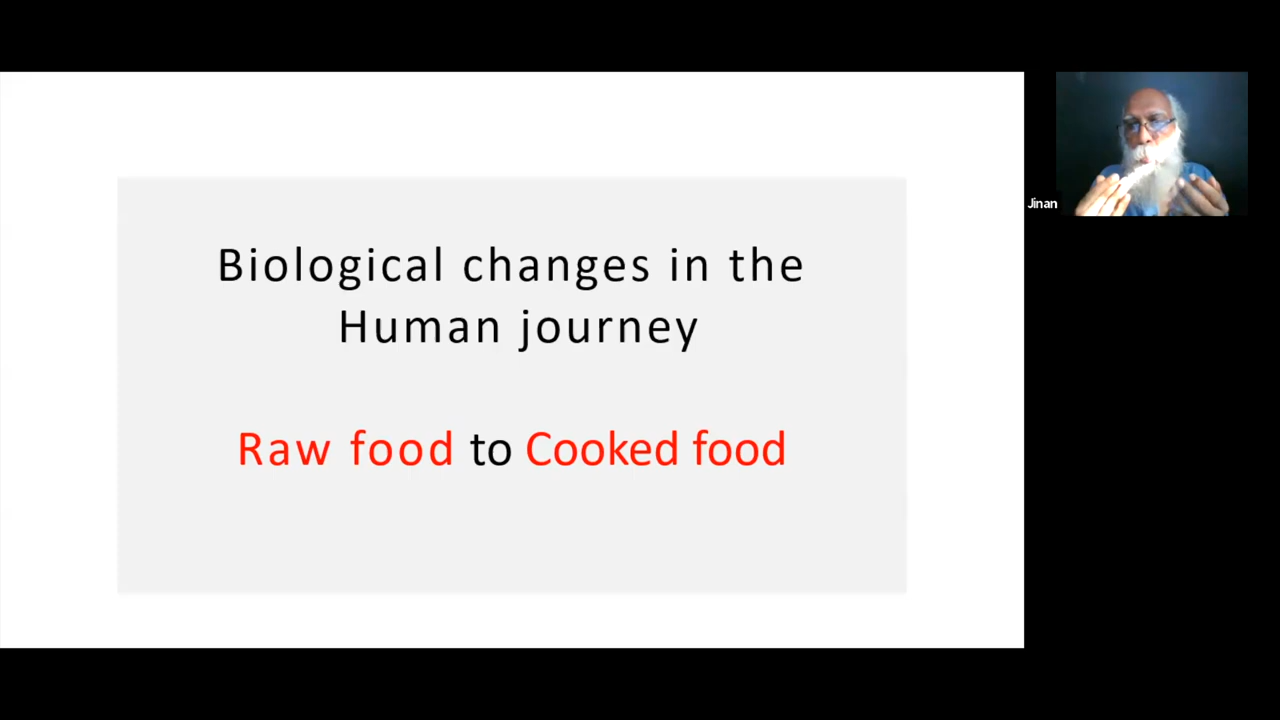 Biological changes in the
Human journey
Raw food to Cooked food
Jinan